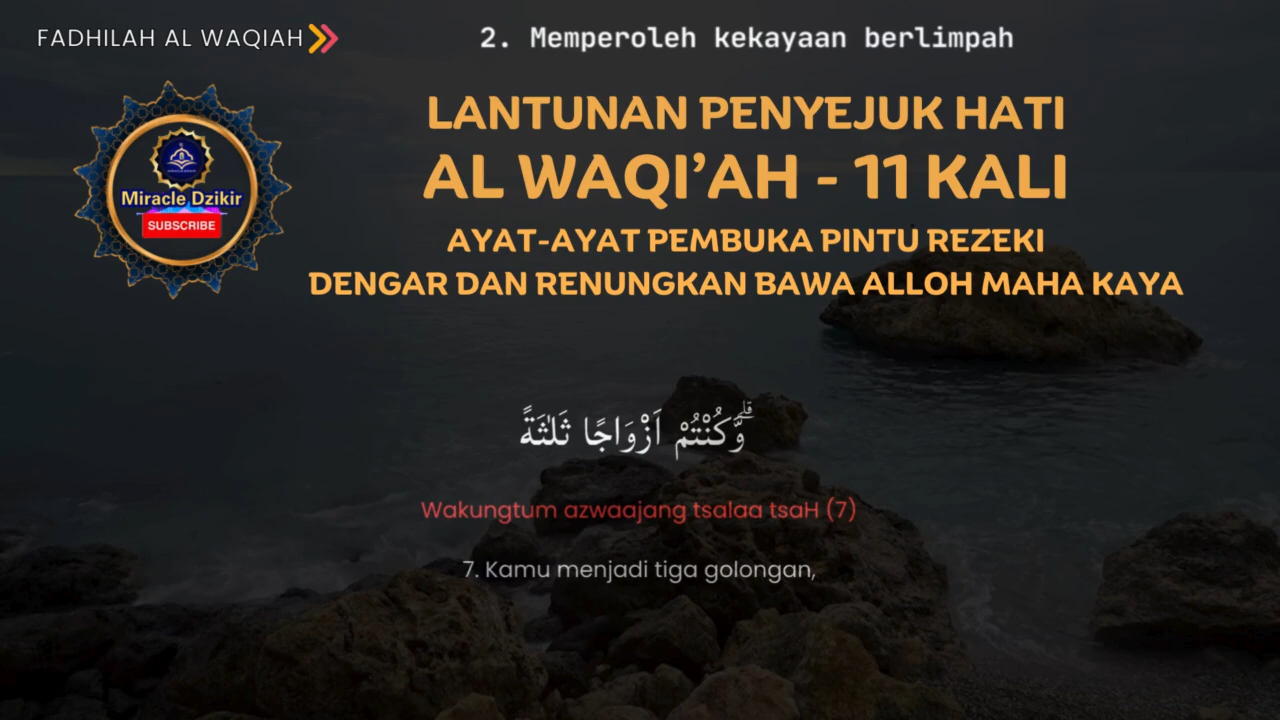 FADHILAH AL WAQIAH
2. Memperoleh kekayaan berlimpah
LANTUNAN PENYEJUK HATI
AL WAQI'AH - 11 KALI
AYAT-AYAT PEMBUKA PINTU REZEKI
DENGAR DAN RENUNGKAN BAWA ALLOH MAHA KAYA
Miracle Dzikir
SUBSCRIBE
وَّكُنْتُمْ اَزْوَاجًا ثَلٰثَةً ۗ
Wakungtum azwaajang tsalaa tsaH (7)
7. Kamu menjadi tiga golongan,